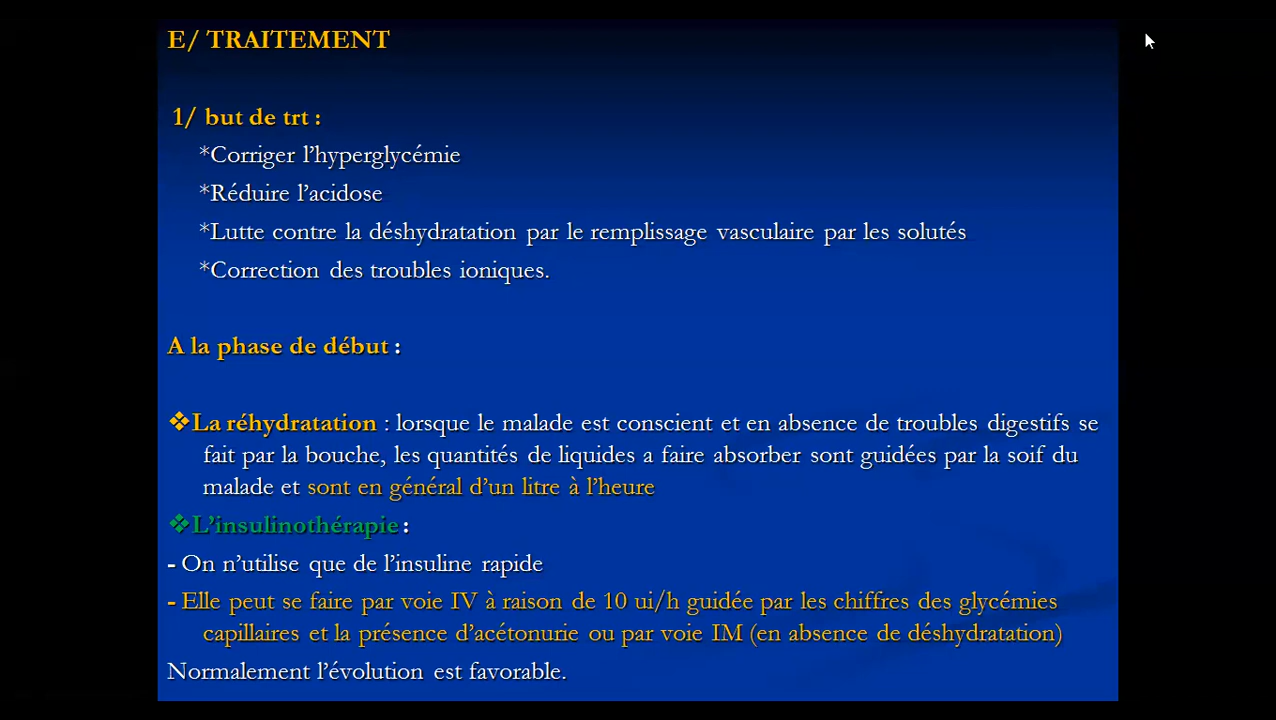 E/ TRAITEMENT
1/ but de trt :
*Corriger l’hyperglycémie
*Réduire l’acidose
*Lutte contre la déshydratation par le remplissage vasculaire par les solutés
*Correction des troubles ioniques.
A la phase de début :
❖La réhydratation : lorsque le malade est conscient et en absence de troubles digestifs se
fait par la bouche, les quantités de liquides a faire absorber sont guidées par la soif du
malade et sont en général d’un litre à l’heure
❖L’insulinothérapie :
- On n’utilise que de l’insuline rapide
- Elle peut se faire par voie IV à raison de 10 ui/h guidée par les chiffres des glycémies
capillaires et la présence d’acétonurie ou par voie IM (en absence de déshydratation)
Normalement l’évolution est favorable.